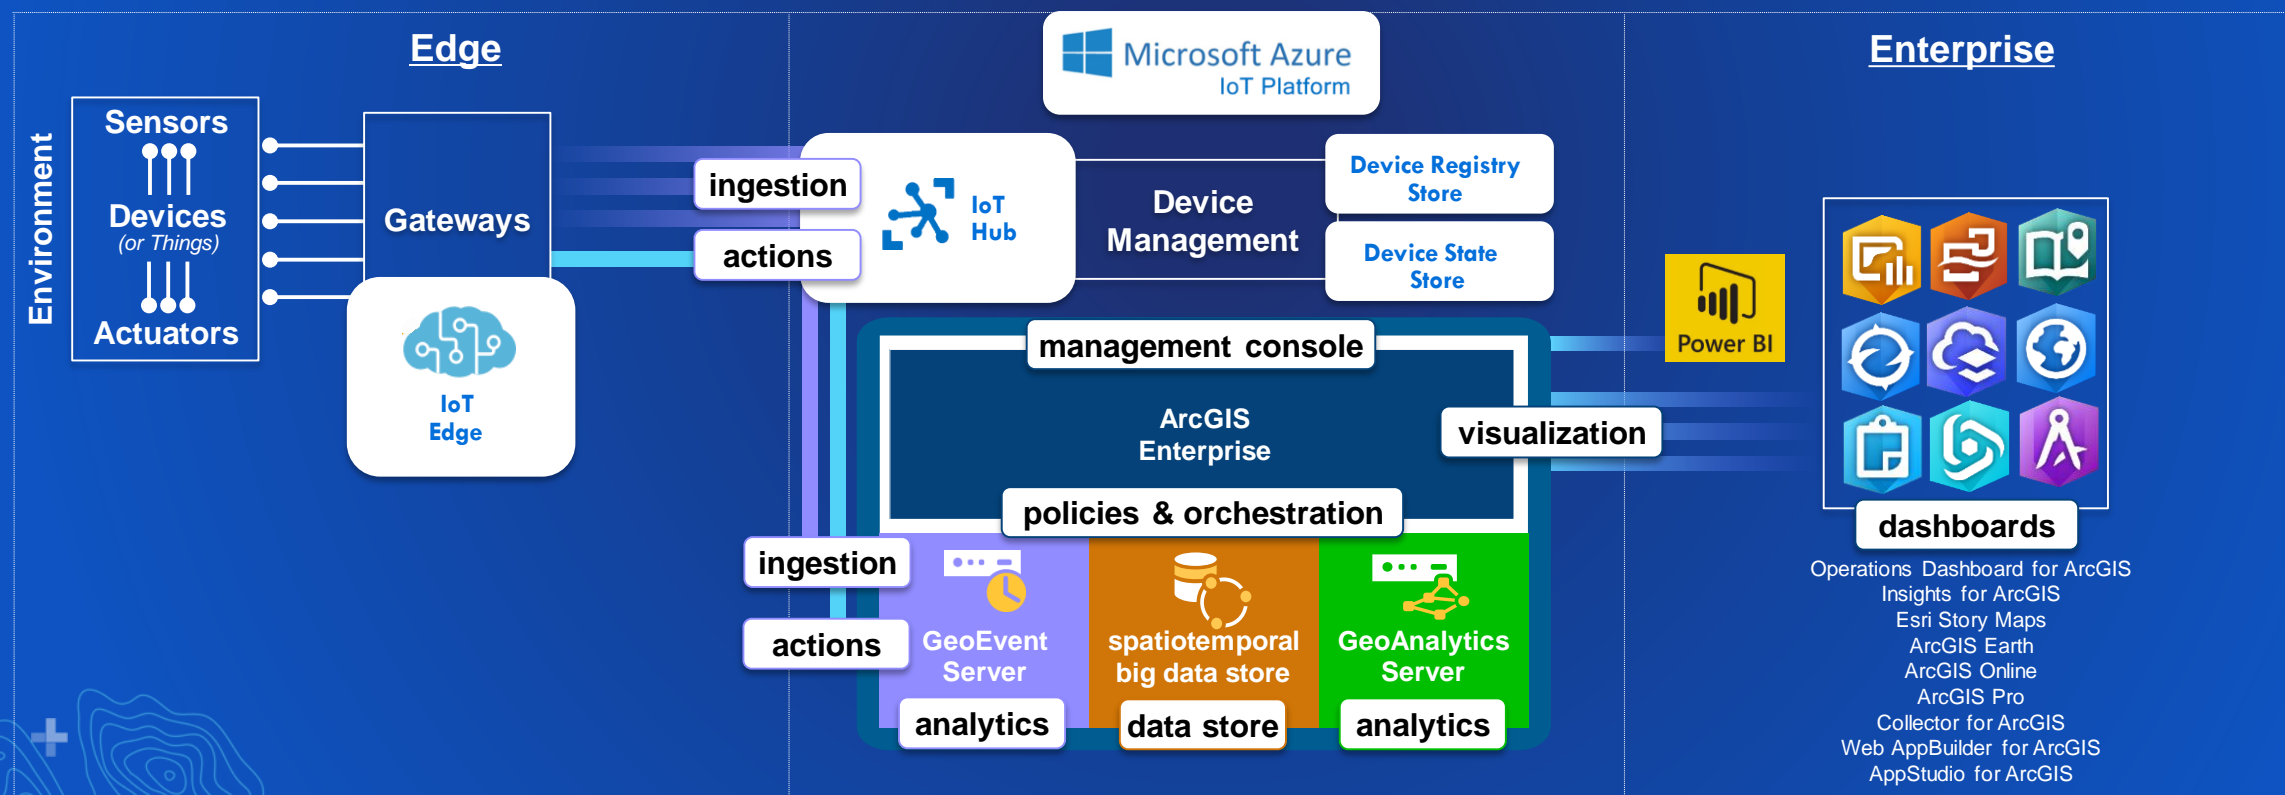 Edge
Microsoft Azure
IoT Platform
Enterprise
Environment
Sensors
Devices
(or Things)
Actuators
Gateways
IoT
Edge
ingestion
actions
IoT
Hub
Device
Management
Device Registry
Store
Device State
Store
management console
ArcGIS
Enterprise
visualization
policies & orchestration
ingestion
actions
GeoEvent
Server
analytics
spatiotemporal
big data store
data store
GeoAnalytics
Server
analytics
Power BI
dashboards
Operations Dashboard for ArcGIS
Insights for ArcGIS
Esri Story Maps
ArcGIS Earth
ArcGIS Online
ArcGIS Pro
Collector for ArcGIS
Web AppBuilder for ArcGIS
AppStudio for ArcGIS